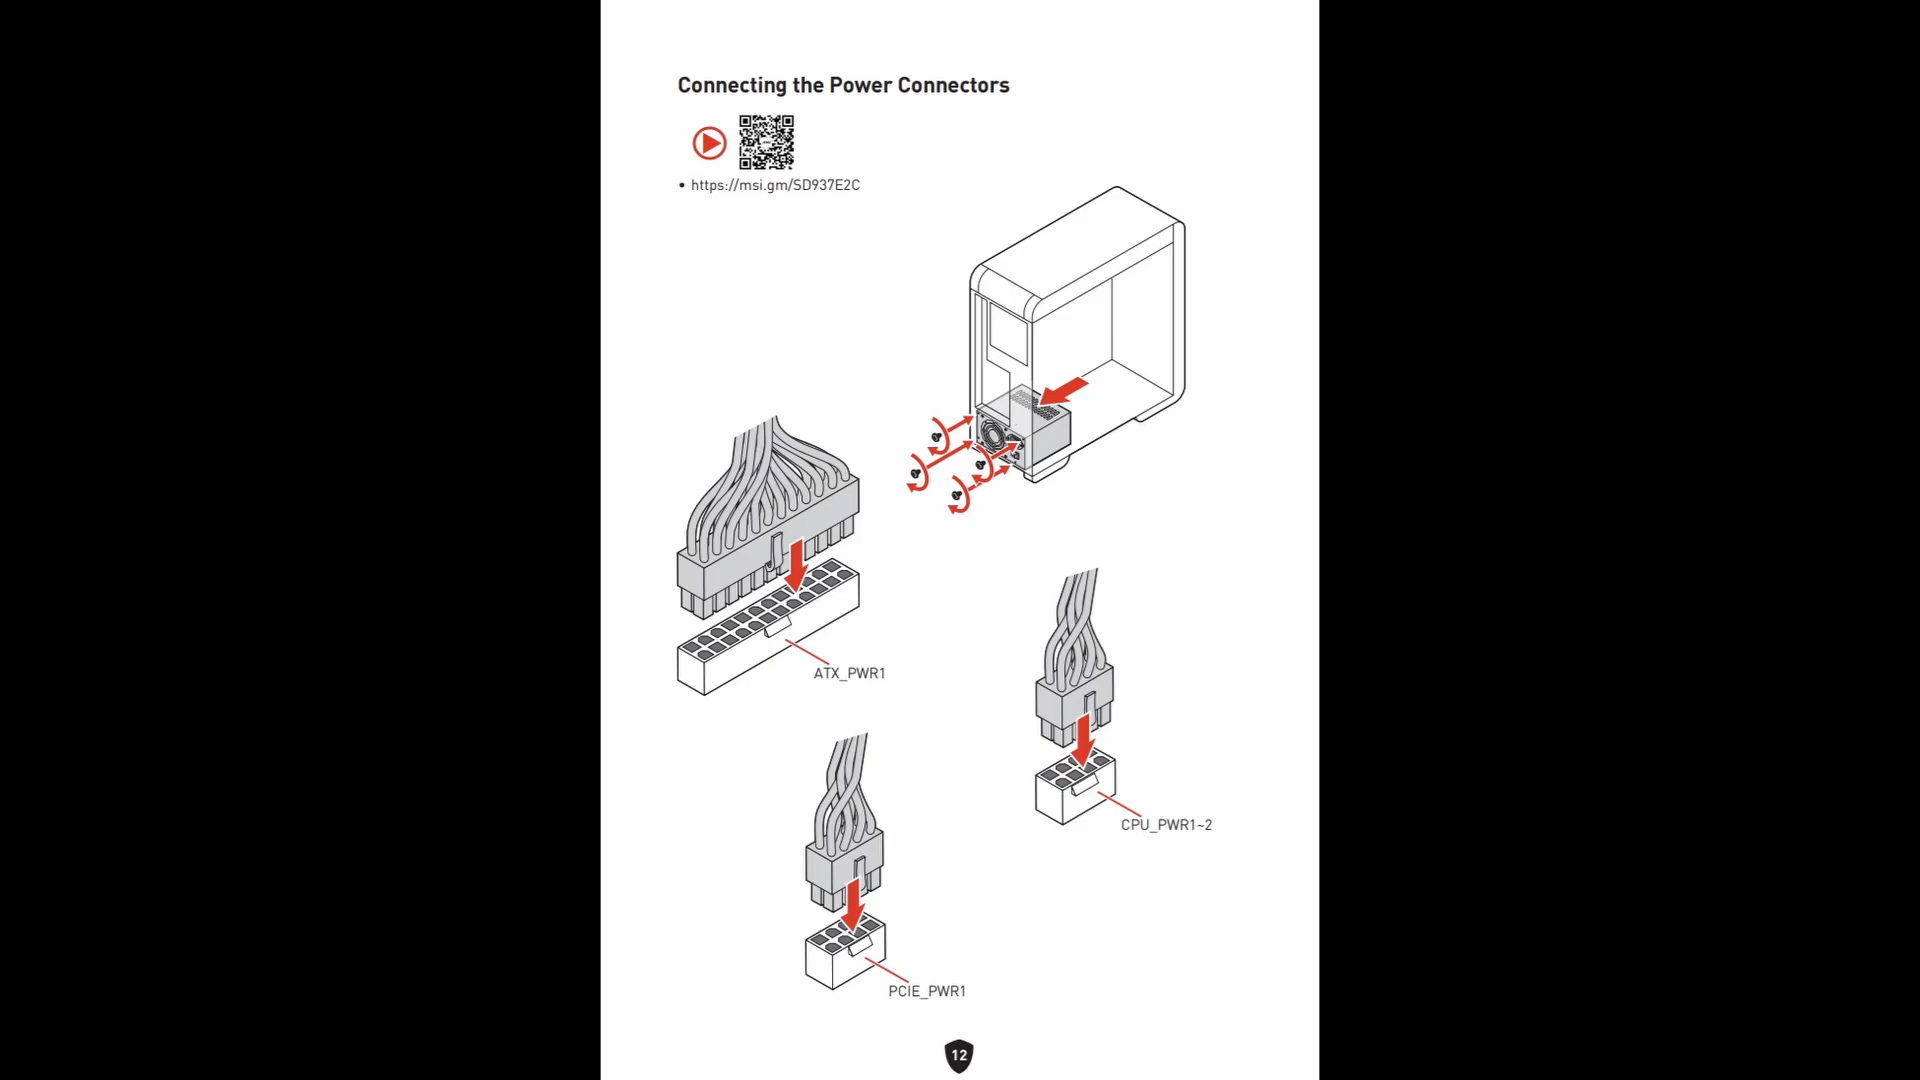 Connecting the Power Connectors
• https://msi.gm/SD937E2C
ATX_PWR1
CPU_PWR1~2
PCIE_PWR1
12